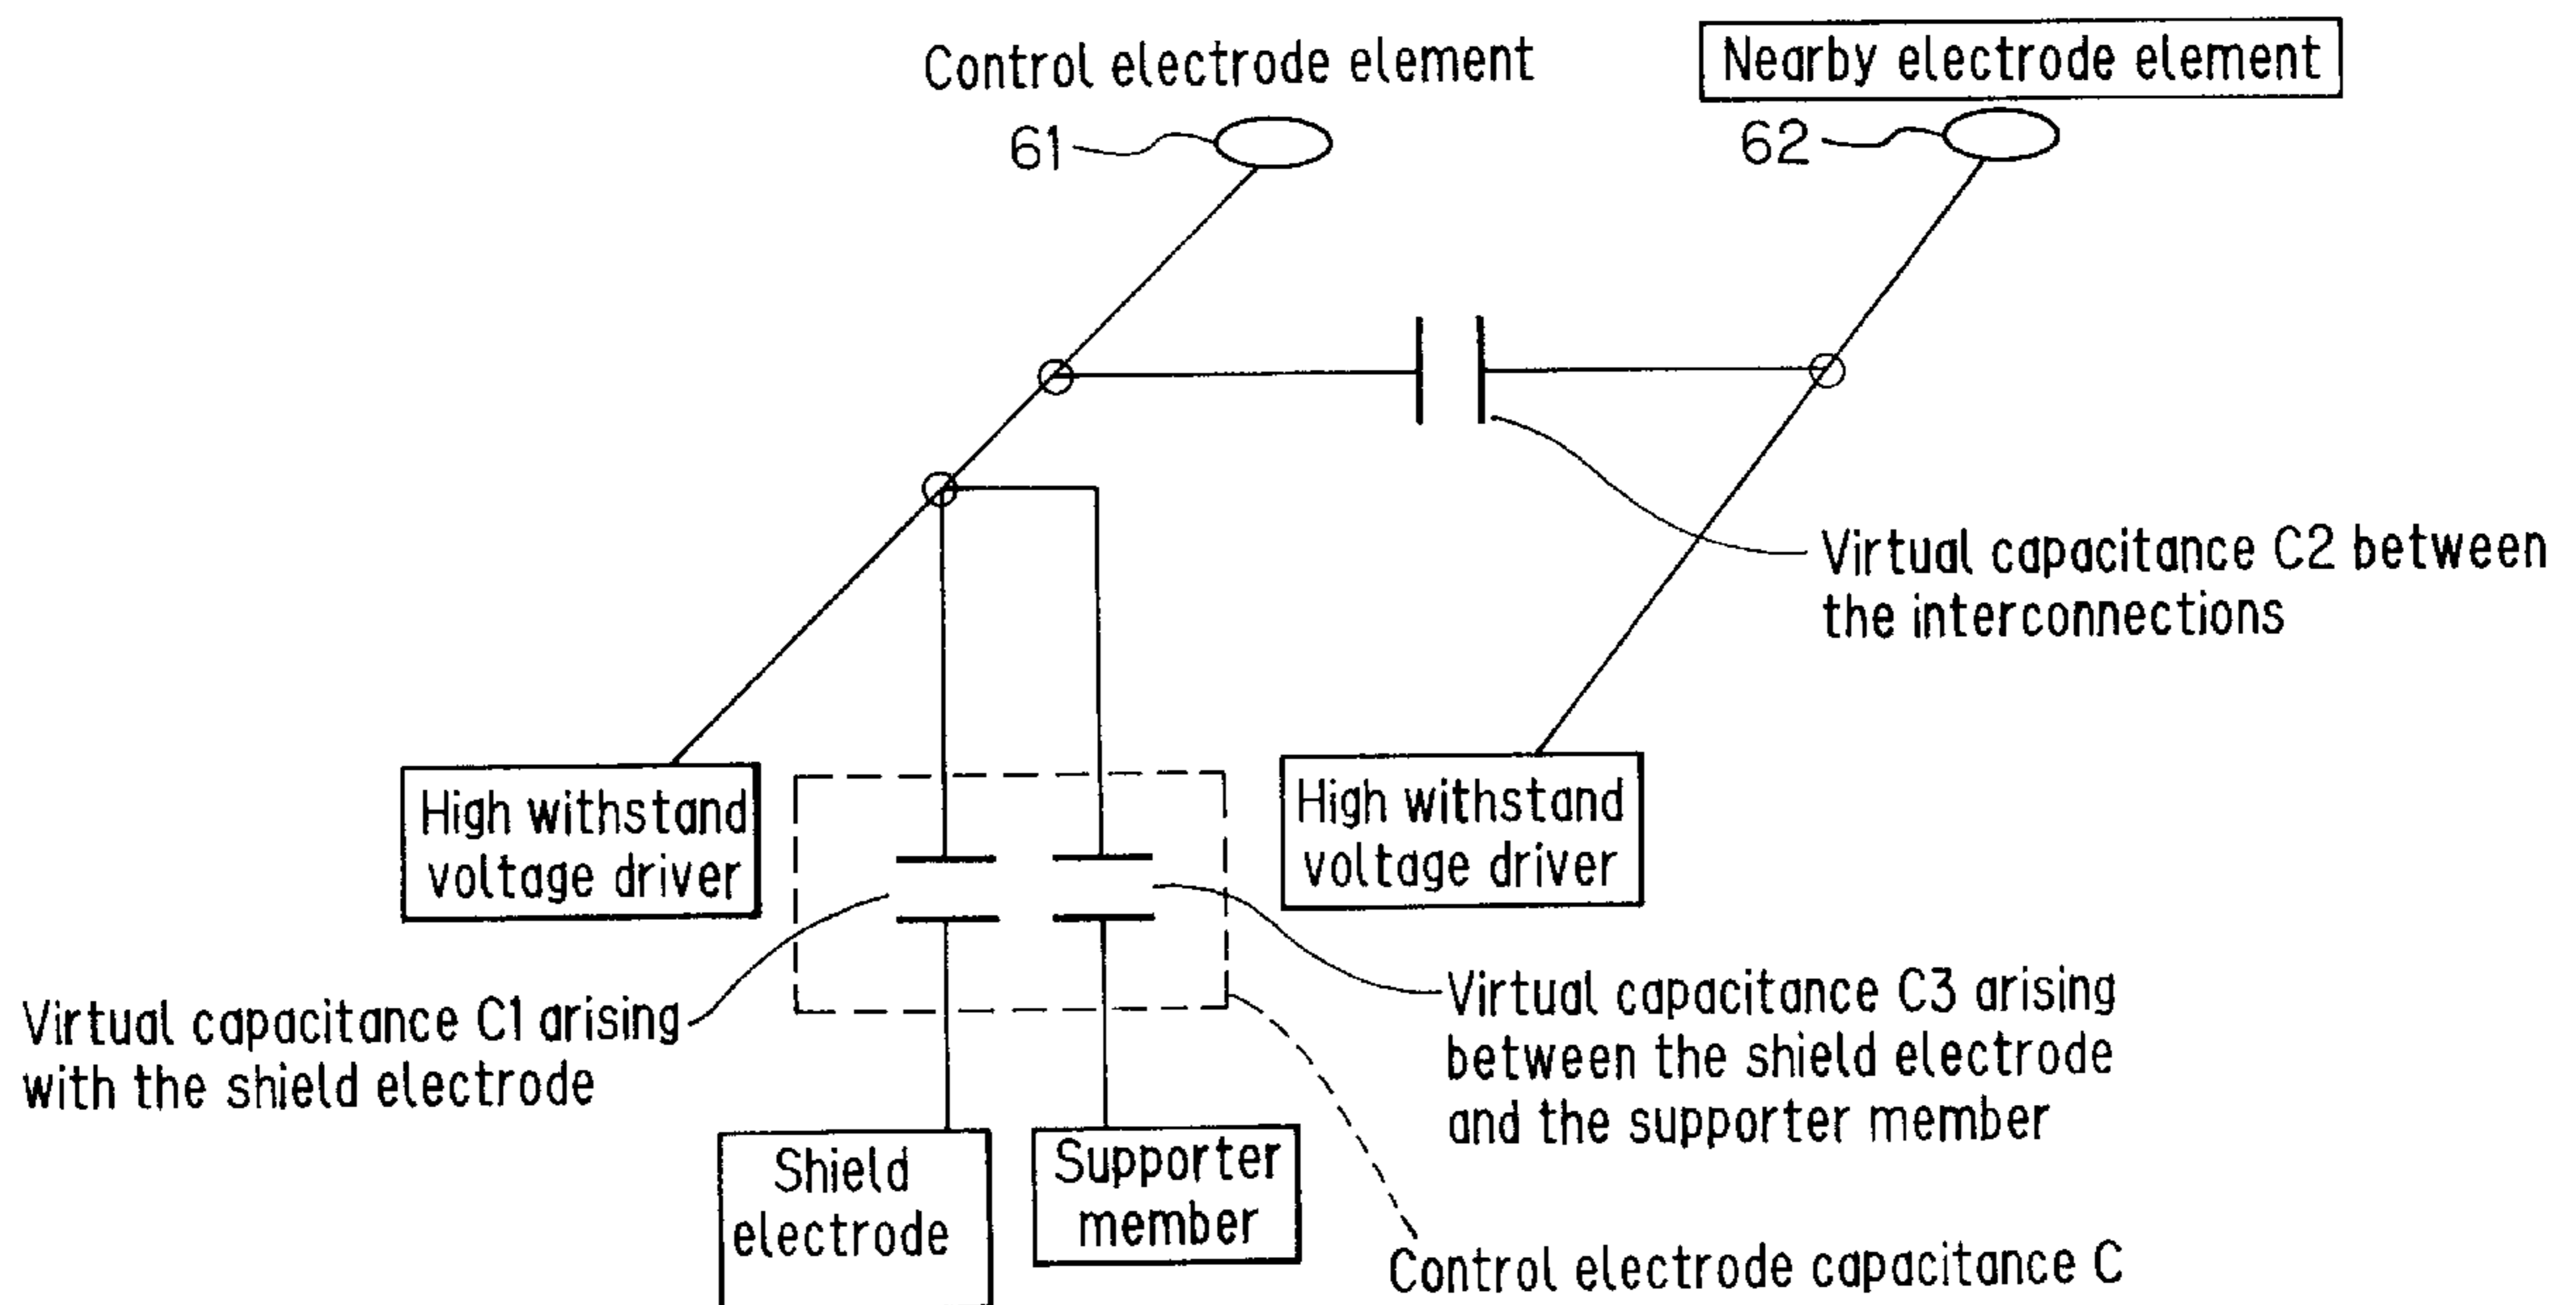 Control electrode element
61
Nearby electrode element
62
Virtual capacitance C2 between
the interconnections
High withstand
voltage driver
High withstand
voltage driver
Virtual capacitance C1 arising
with the shield electrode
Virtual capacitance C3 arising
between the shield electrode
and the supporter member
Shield
electrode
Supporter
member
Control electrode capacitance C